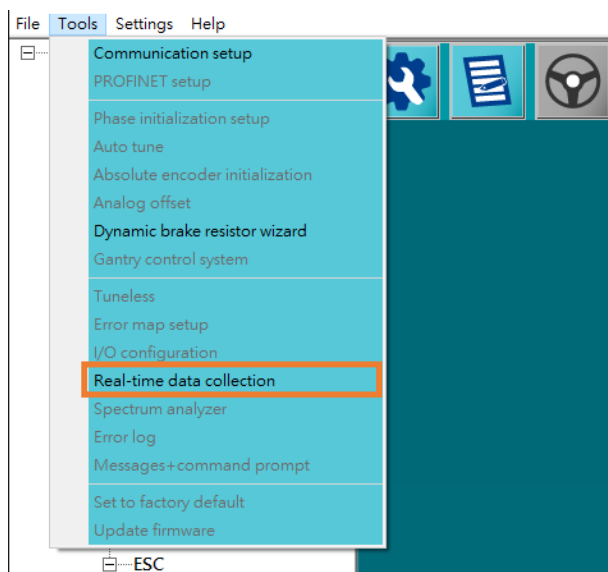 File Tools Settings Help
Communication setup
PROFINET setup
Phase initialization setup
Auto tune
Absolute encoder initialization
Analog offset
Dynamic brake resistor wizard
Gantry control system
Tuneless
Error map setup
I/O configuration
Real-time data collection
Spectrum analyzer
Error log
Messages+command prompt
Set to factory default
Update firmware
ESC